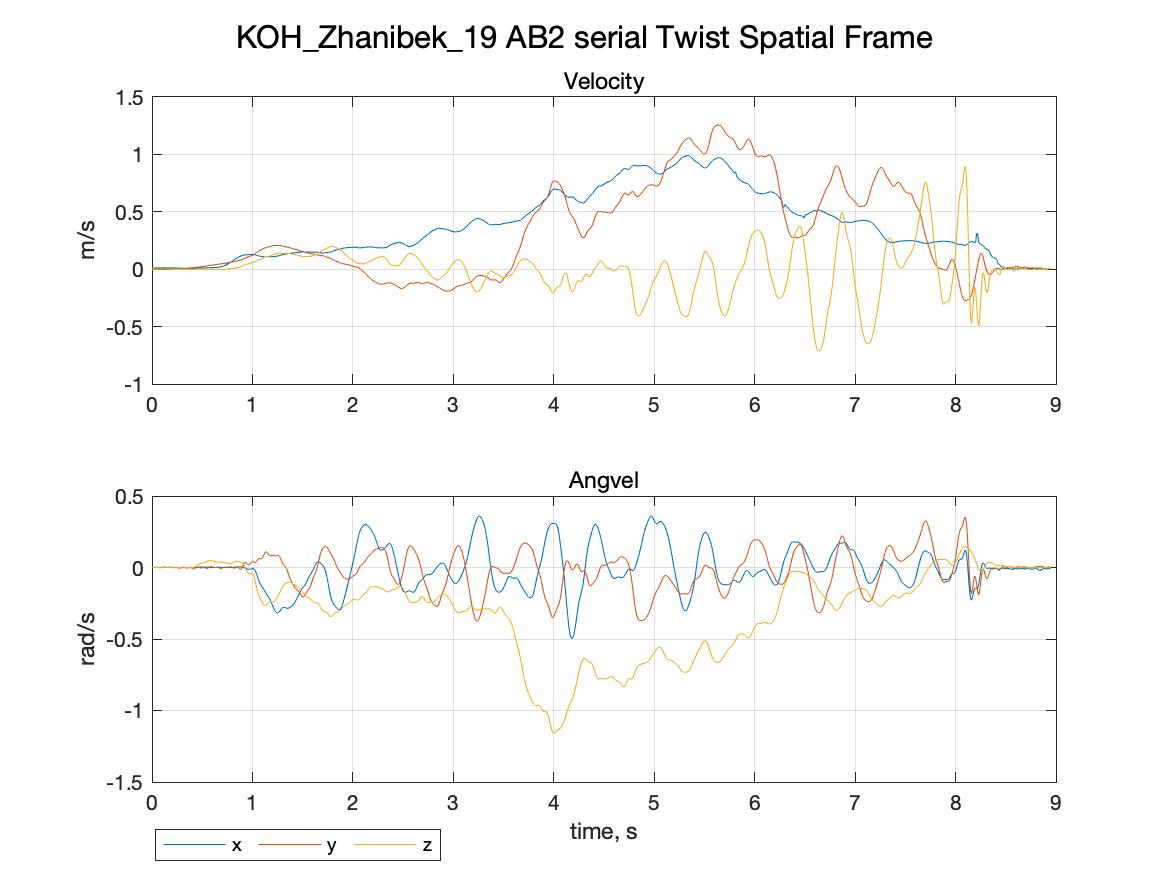 KOH_Zhanibek_19 AB2 serial Twist Spatial Frame
Velocity
1.5
1
0.5
0
-0.5
-1
m/s
0 1 2 3 4 5 6 7 8 9
Angvel
0.5
0
-0.5
-1
-1.5
rad/s
0 1 2 3 4 5 6 7 8 9
time, s
x y z